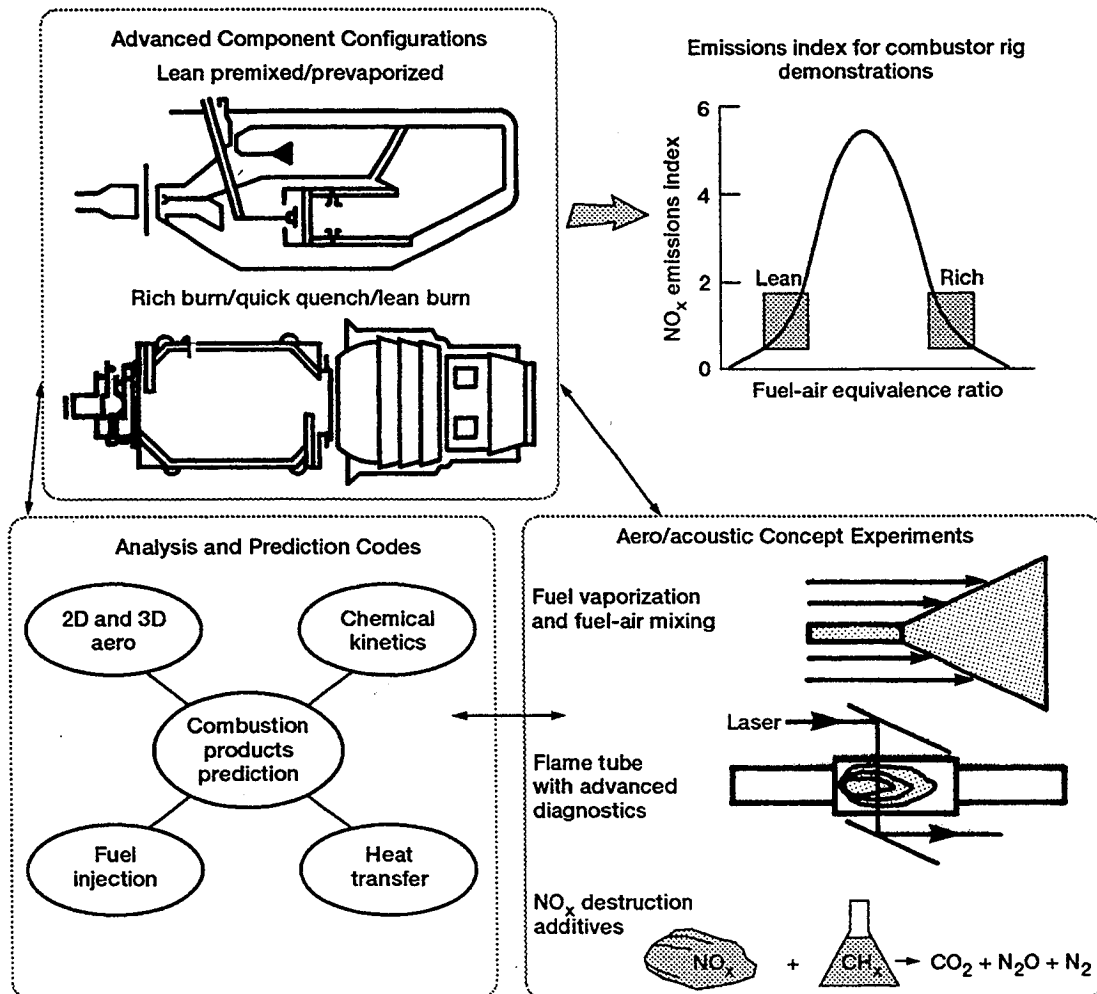 Advanced Component Configurations
Lean premixed/prevaporized
Rich burn/quick quench/lean burn
Emissions index for combustor rig
demonstrations
NOx emissions index
6
4
2
0
Lean
Rich
Fuel-air equivalence ratio
Analysis and Prediction Codes
2D and 3D
aero
Chemical
kinetics
Combustion
products
prediction
Fuel
injection
Heat
transfer
Aero/acoustic Concept Experiments
Fuel vaporization
and fuel-air mixing
Laser
Flame tube
with advanced
diagnostics
NOx destruction
additives
NOx + CHx → CO2 + N2O + N2